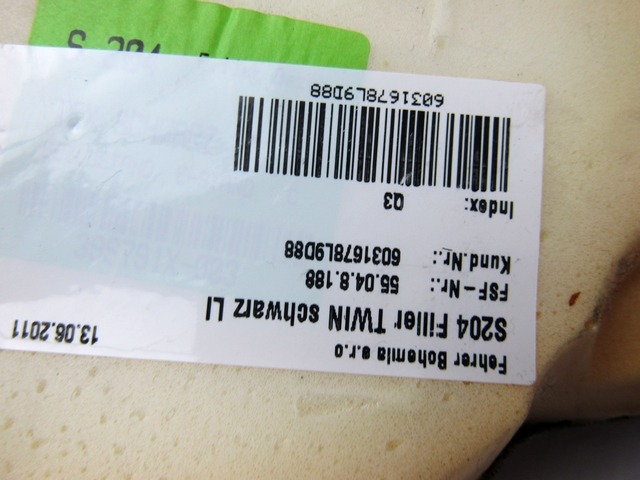 Fehrer Bohemia s.r.o
S204 Filler TWIN schwarz LI 13.06.2011
FSF-Nr.: 55.04.8.188
Kund.Nr.: 6031678L9D88
Index: Q3
6031678L9D88